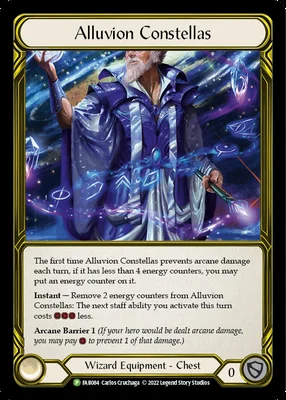 Alluvion Constellas
The first time Alluvion Constellas prevents arcane damage
each turn, if it has less than 4 energy counters, you may
put an energy counter on it.
Instant — Remove 2 energy counters from Alluvion
Constellas: The next staff ability you activate this turn
costs less.
Arcane Barrier 1 (If your hero would be dealt arcane damage,
you may pay to prevent 1 of that damage.)
Wizard Equipment - Chest
0
P FAB084 Carlos Cruchaga © 2022 Legend Story Studios